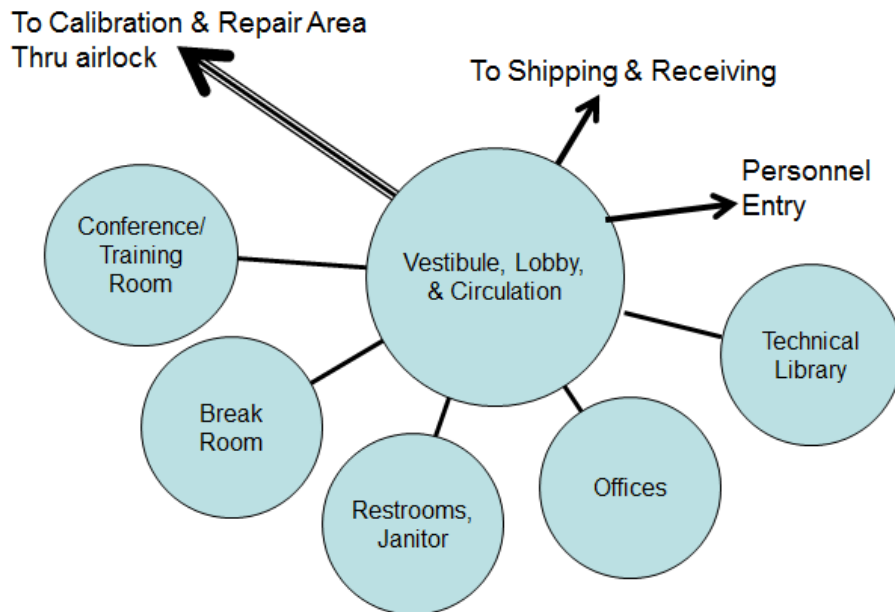 To Calibration & Repair Area
Thru airlock
To Shipping & Receiving
Personnel
Entry
Conference/
Training
Room
Vestibule, Lobby,
& Circulation
Technical
Library
Break
Room
Offices
Restrooms,
Janitor